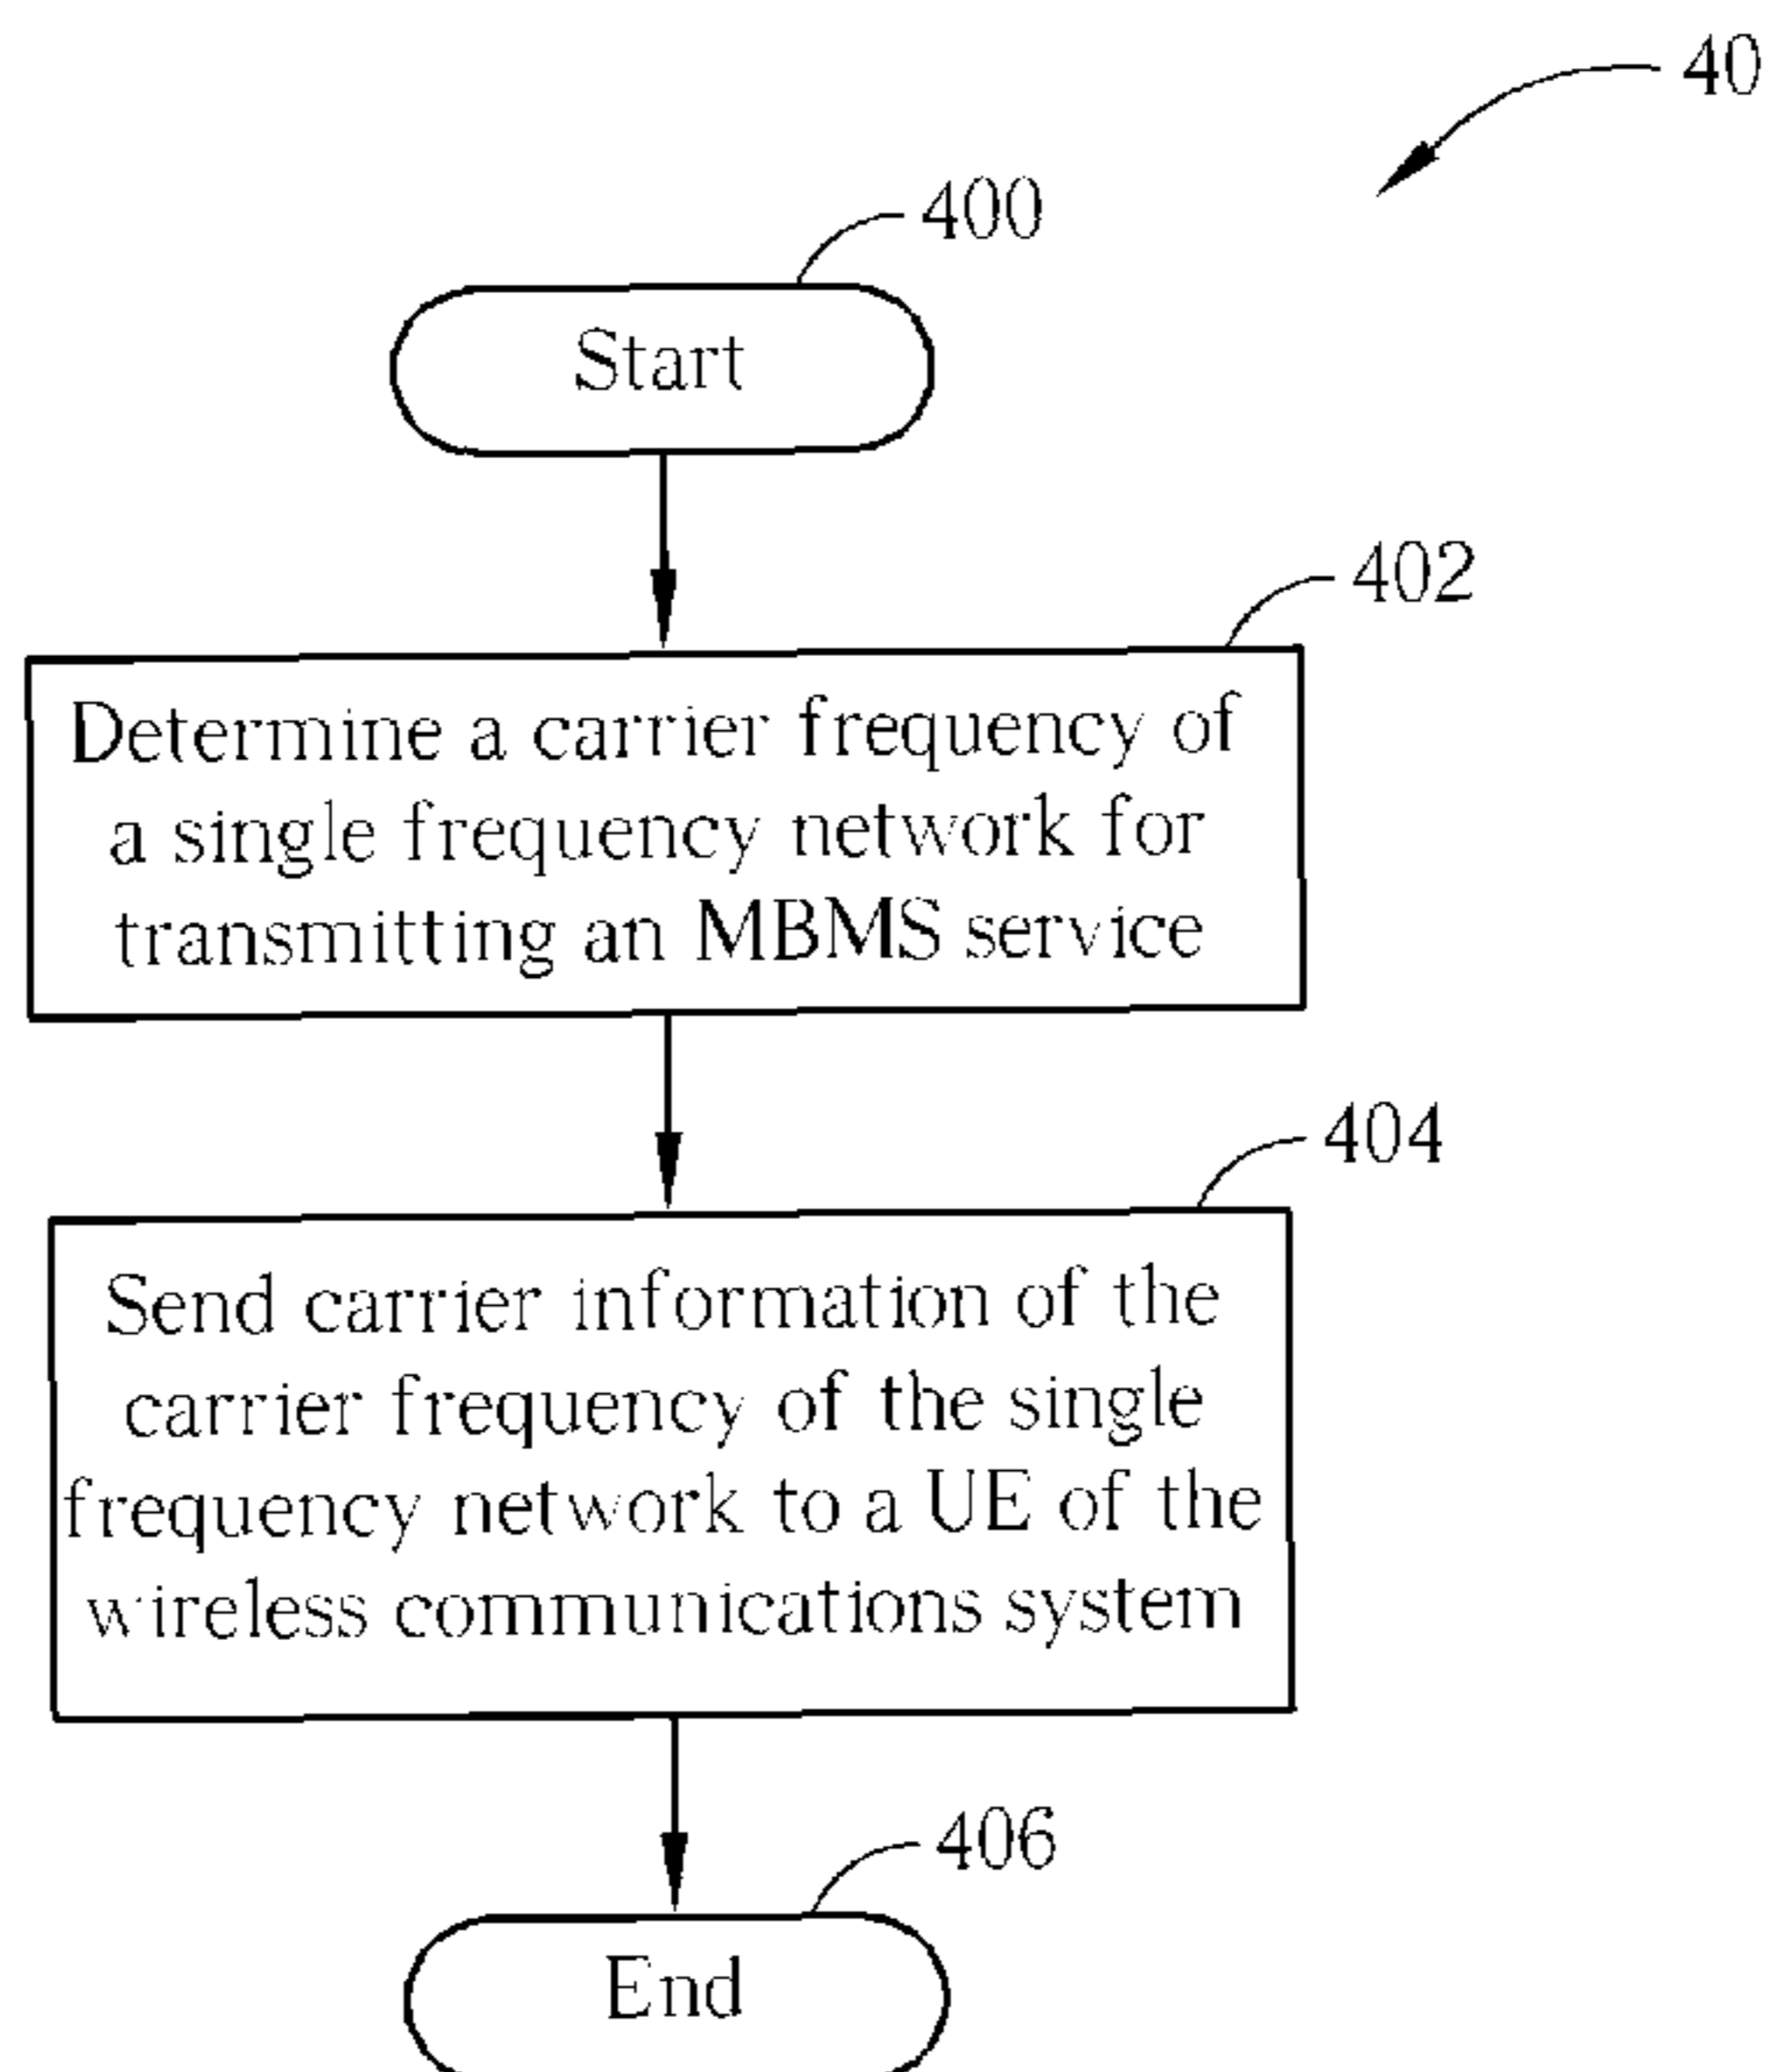 40
400
Start
402
Determine a carrier frequency of
a single frequency network for
transmitting an MBMS service
404
Send carrier information of the
carrier frequency of the single
frequency network to a UE of the
wireless communications system
406
End